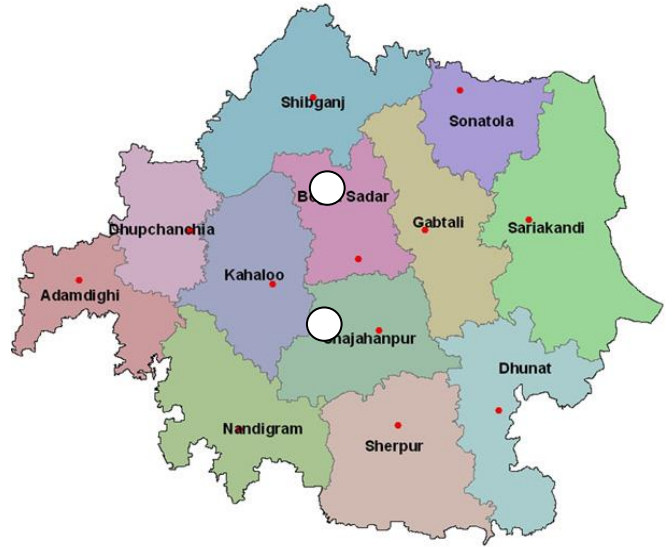 Shibganj
Sonatola
Sadar
Gabtali
Sariakandi
Dhupchanchia
Kahaloo
Adamdighi
Dhunat
Nandigram
Sherpur